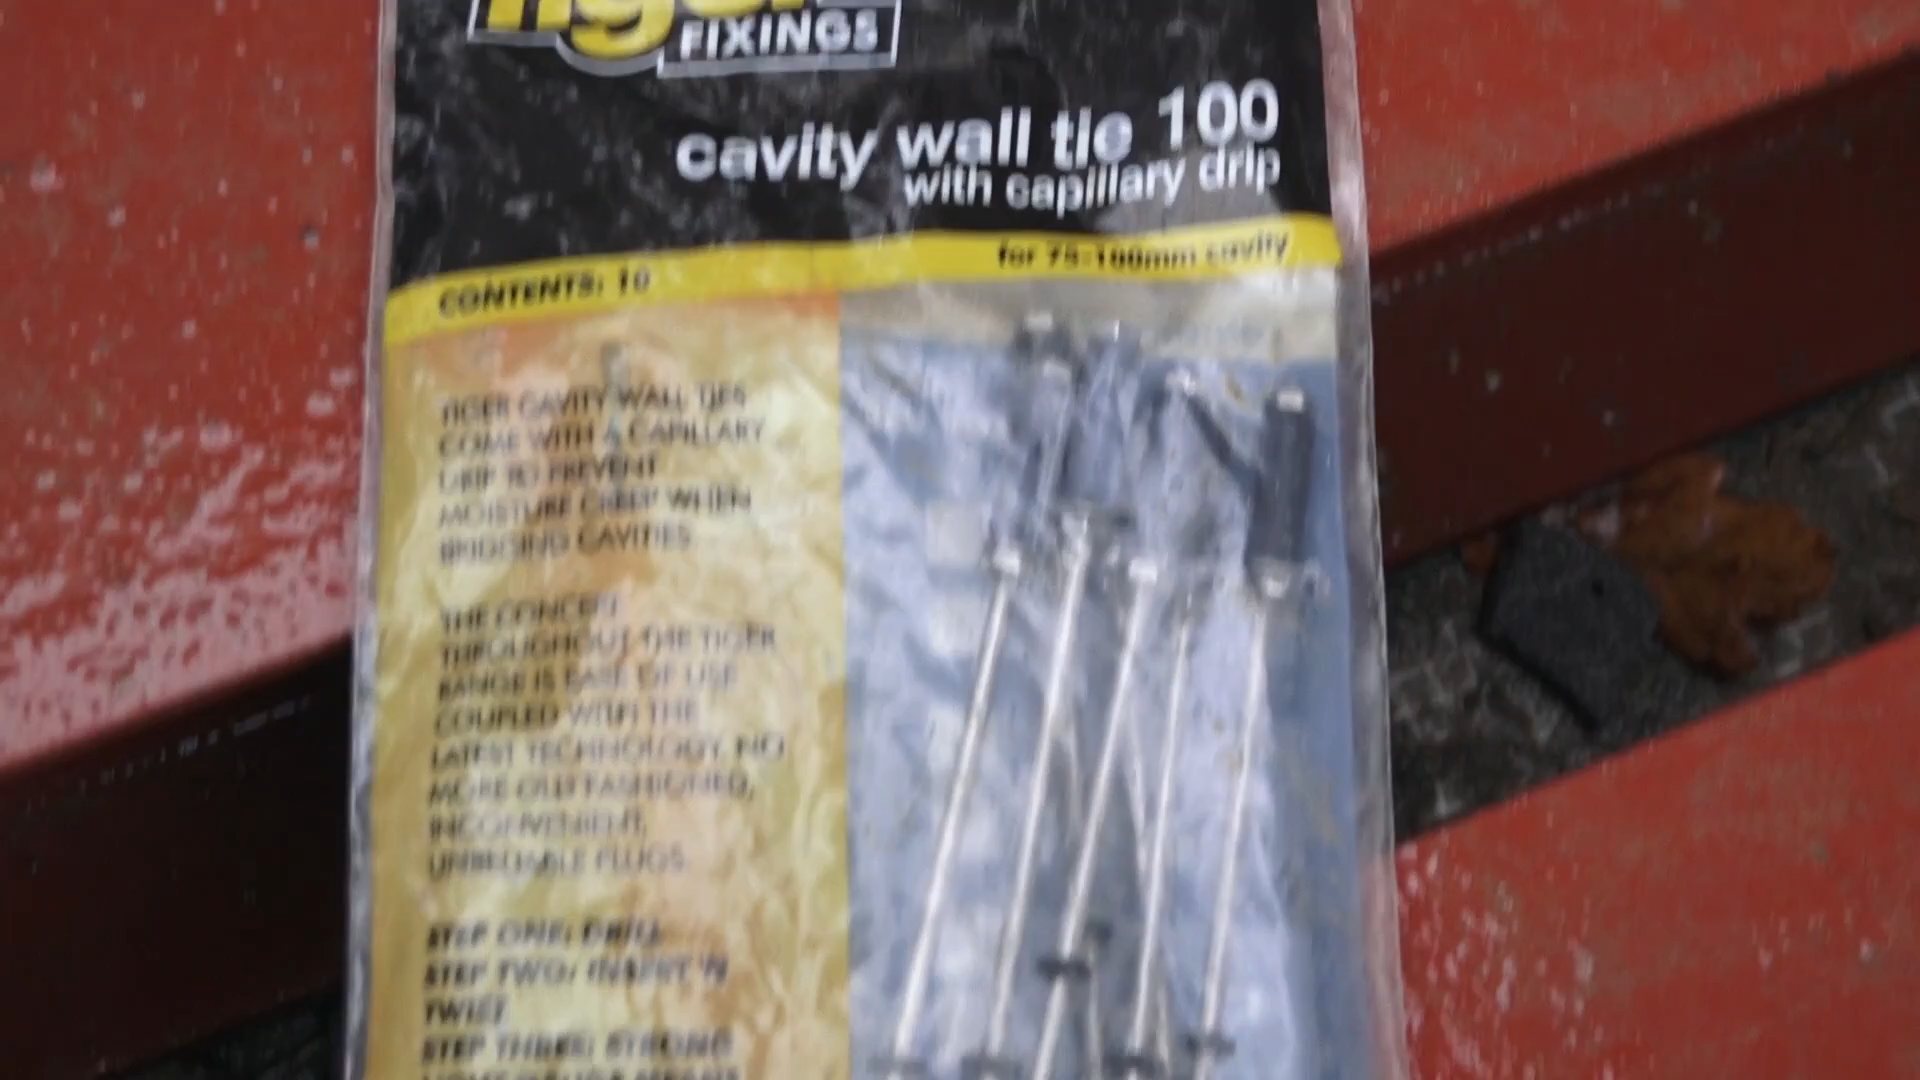 tiger
FIXINGS
cavity wall tie 100
with capillary drip
for 75-100mm cavity
CONTENTS: 10
TIGER CAVITY WALL TIES
COME WITH A CAPILLARY
DRIP TO PREVENT
MOISTURE CREEP WHEN
BRIDGING CAVITIES
THE CONCEPT
THROUGHOUT THE TIGER
RANGE IS EASE OF USE
COUPLED WITH THE
LATEST TECHNOLOGY. NO
MORE OLD FASHIONED,
INCONVENIENT,
UNRELIABLE PLUGS
STEP ONE: DRILL
STEP TWO: INSERT 'N
TWIST
STEP THREE: STRONG